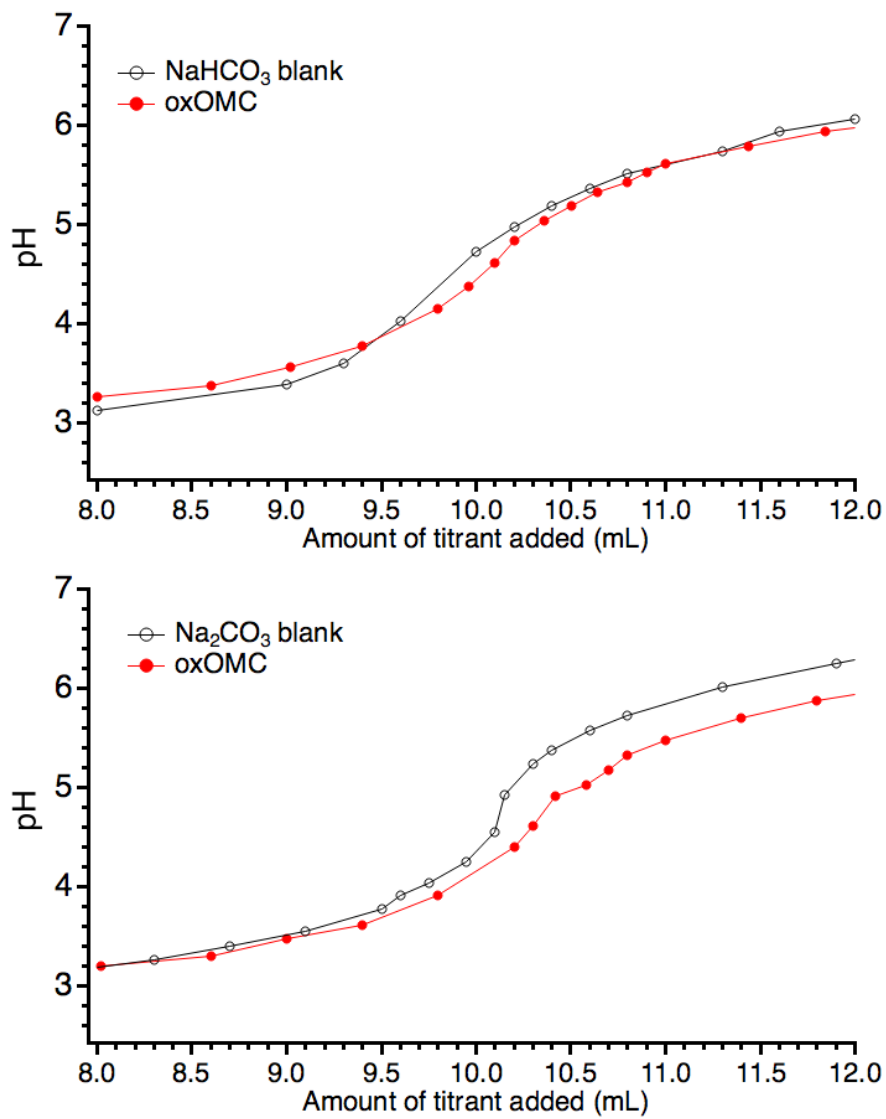 7
6
5
4
3
pH
NaHCO₃ blank
oxOMC
8.0 8.5 9.0 9.5 10.0 10.5 11.0 11.5 12.0
Amount of titrant added (mL)
7
6
5
4
3
pH
Na₂CO₃ blank
oxOMC
8.0 8.5 9.0 9.5 10.0 10.5 11.0 11.5 12.0
Amount of titrant added (mL)